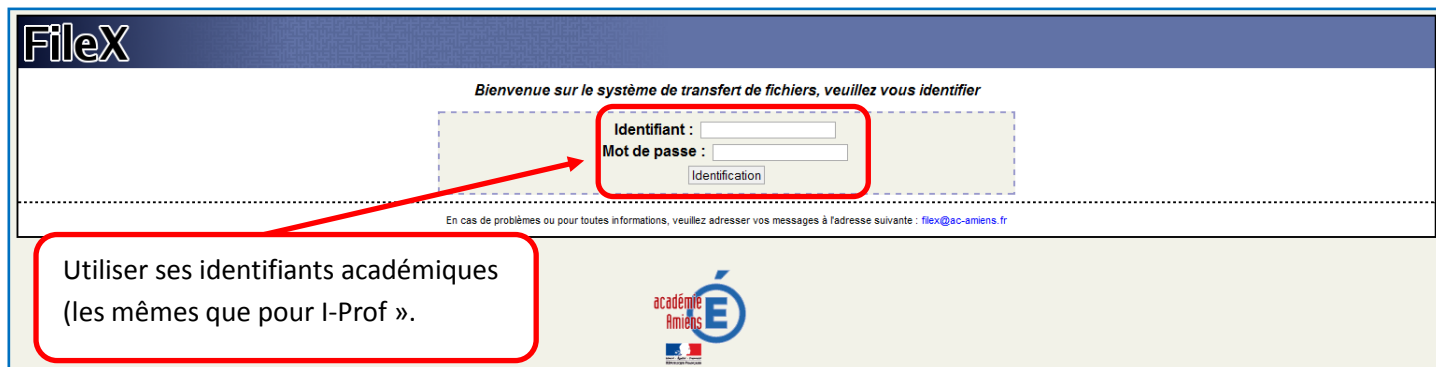 FileX
Bienvenue sur le système de transfert de fichiers, veuillez vous identifier
Identifiant :
Mot de passe :
Identification
En cas de problèmes ou pour toutes informations, veuillez adresser vos messages à l'adresse suivante : filex@ac-amiens.fr
Utiliser ses identifiants académiques
(les mêmes que pour I-Prof ».
académie
Amiens
É